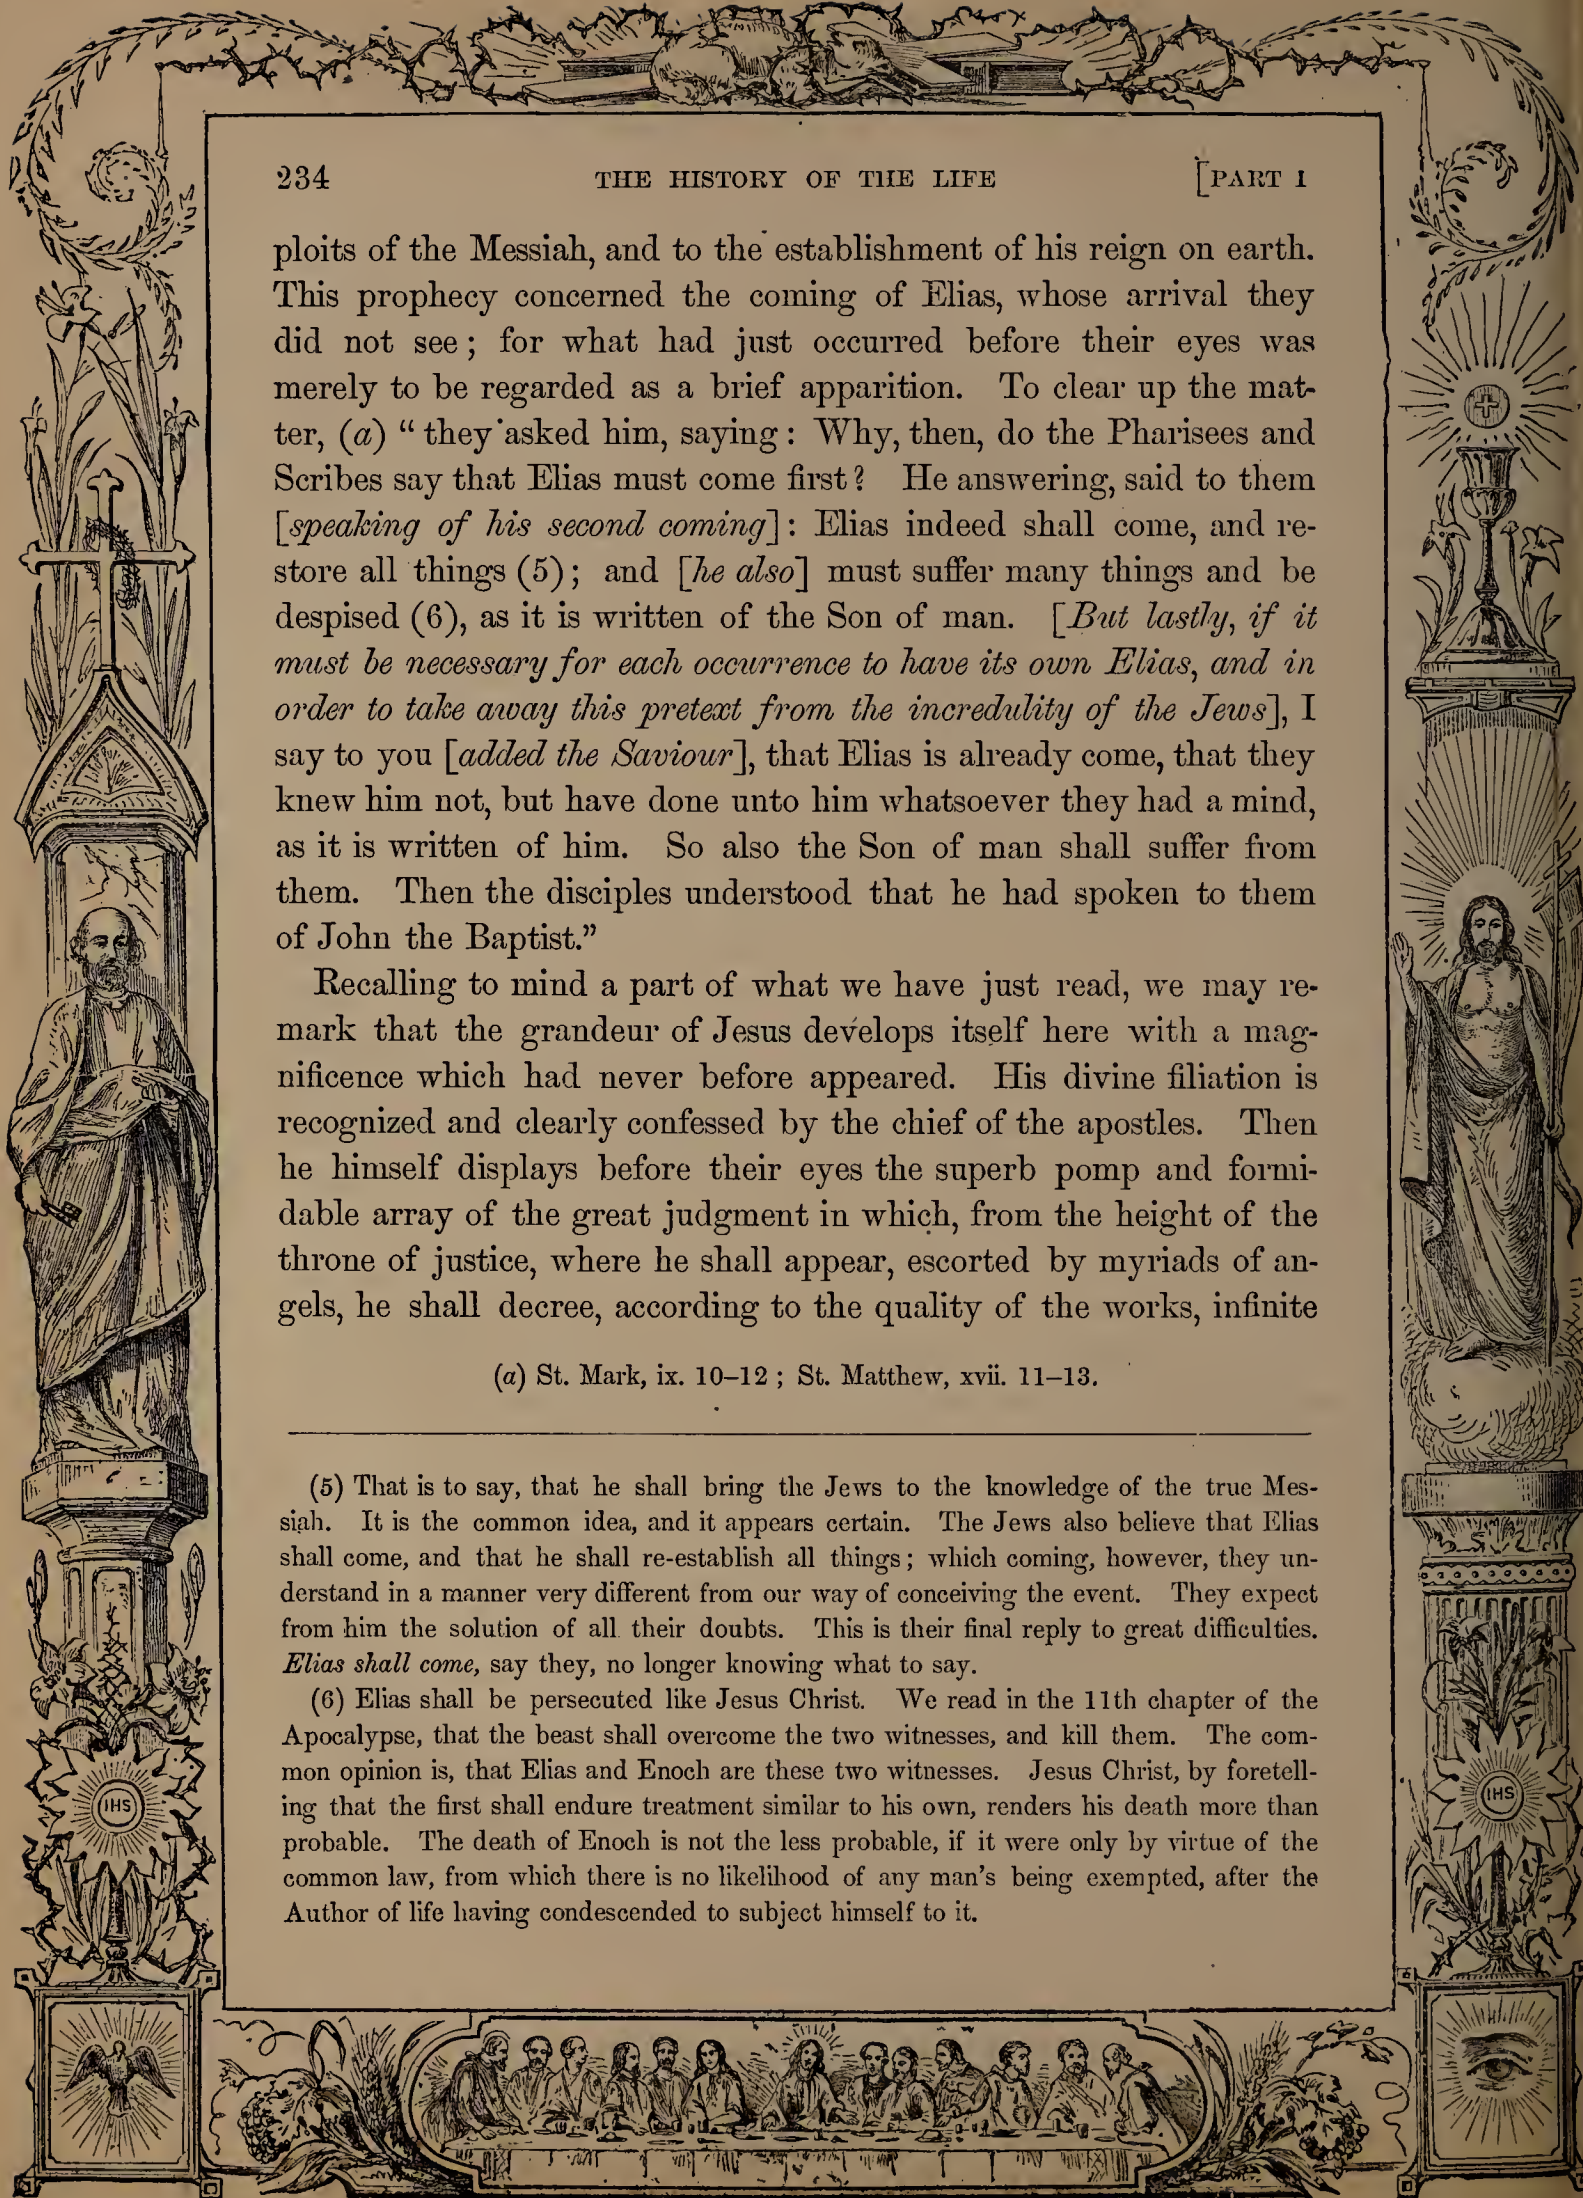 234 THE HISTORY OF THE LIFE [PART I
ploits of the Messiah, and to the establishment of his reign on earth.
This prophecy concerned the coming of Elias, whose arrival they
did not see; for what had just occurred before their eyes was
merely to be regarded as a brief apparition. To clear up the mat-
ter, (a) “they asked him, saying: Why, then, do the Pharisees and
Scribes say that Elias must come first? He answering, said to them
[speaking of his second coming]: Elias indeed shall come, and re-
store all things (5); and [he also] must suffer many things and be
despised (6), as it is written of the Son of man. [But lastly, if it
must be necessary for each occurrence to have its own Elias, and in
order to take away this pretext from the incredulity of the Jews], I
say to you [added the Saviour], that Elias is already come, that they
knew him not, but have done unto him whatsoever they had a mind,
as it is written of him. So also the Son of man shall suffer from
them. Then the disciples understood that he had spoken to them
of John the Baptist.”
Recalling to mind a part of what we have just read, we may re-
mark that the grandeur of Jesus develops itself here with a mag-
nificence which had never before appeared. His divine filiation is
recognized and clearly confessed by the chief of the apostles. Then
he himself displays before their eyes the superb pomp and formi-
dable array of the great judgment in which, from the height of the
throne of justice, where he shall appear, escorted by myriads of an-
gels, he shall decree, according to the quality of the works, infinite
(a) St. Mark, ix. 10–12; St. Matthew, xvii. 11–13.
(5) That is to say, that he shall bring the Jews to the knowledge of the true Mes-
siah. It is the common idea, and it appears certain. The Jews also believe that Elias
shall come, and that he shall re-establish all things; which coming, however, they un-
derstand in a manner very different from our way of conceiving the event. They expect
from him the solution of all their doubts. This is their final reply to great difficulties.
Elias shall come, say they, no longer knowing what to say.
(6) Elias shall be persecuted like Jesus Christ. We read in the 11th chapter of the
Apocalypse, that the beast shall overcome the two witnesses, and kill them. The com-
mon opinion is, that Elias and Enoch are these two witnesses. Jesus Christ, by foretell-
ing that the first shall endure treatment similar to his own, renders his death more than
probable. The death of Enoch is not the less probable, if it were only by virtue of the
common law, from which there is no likelihood of any man’s being exempted, after the
Author of life having condescended to subject himself to it.
IHS
IHS